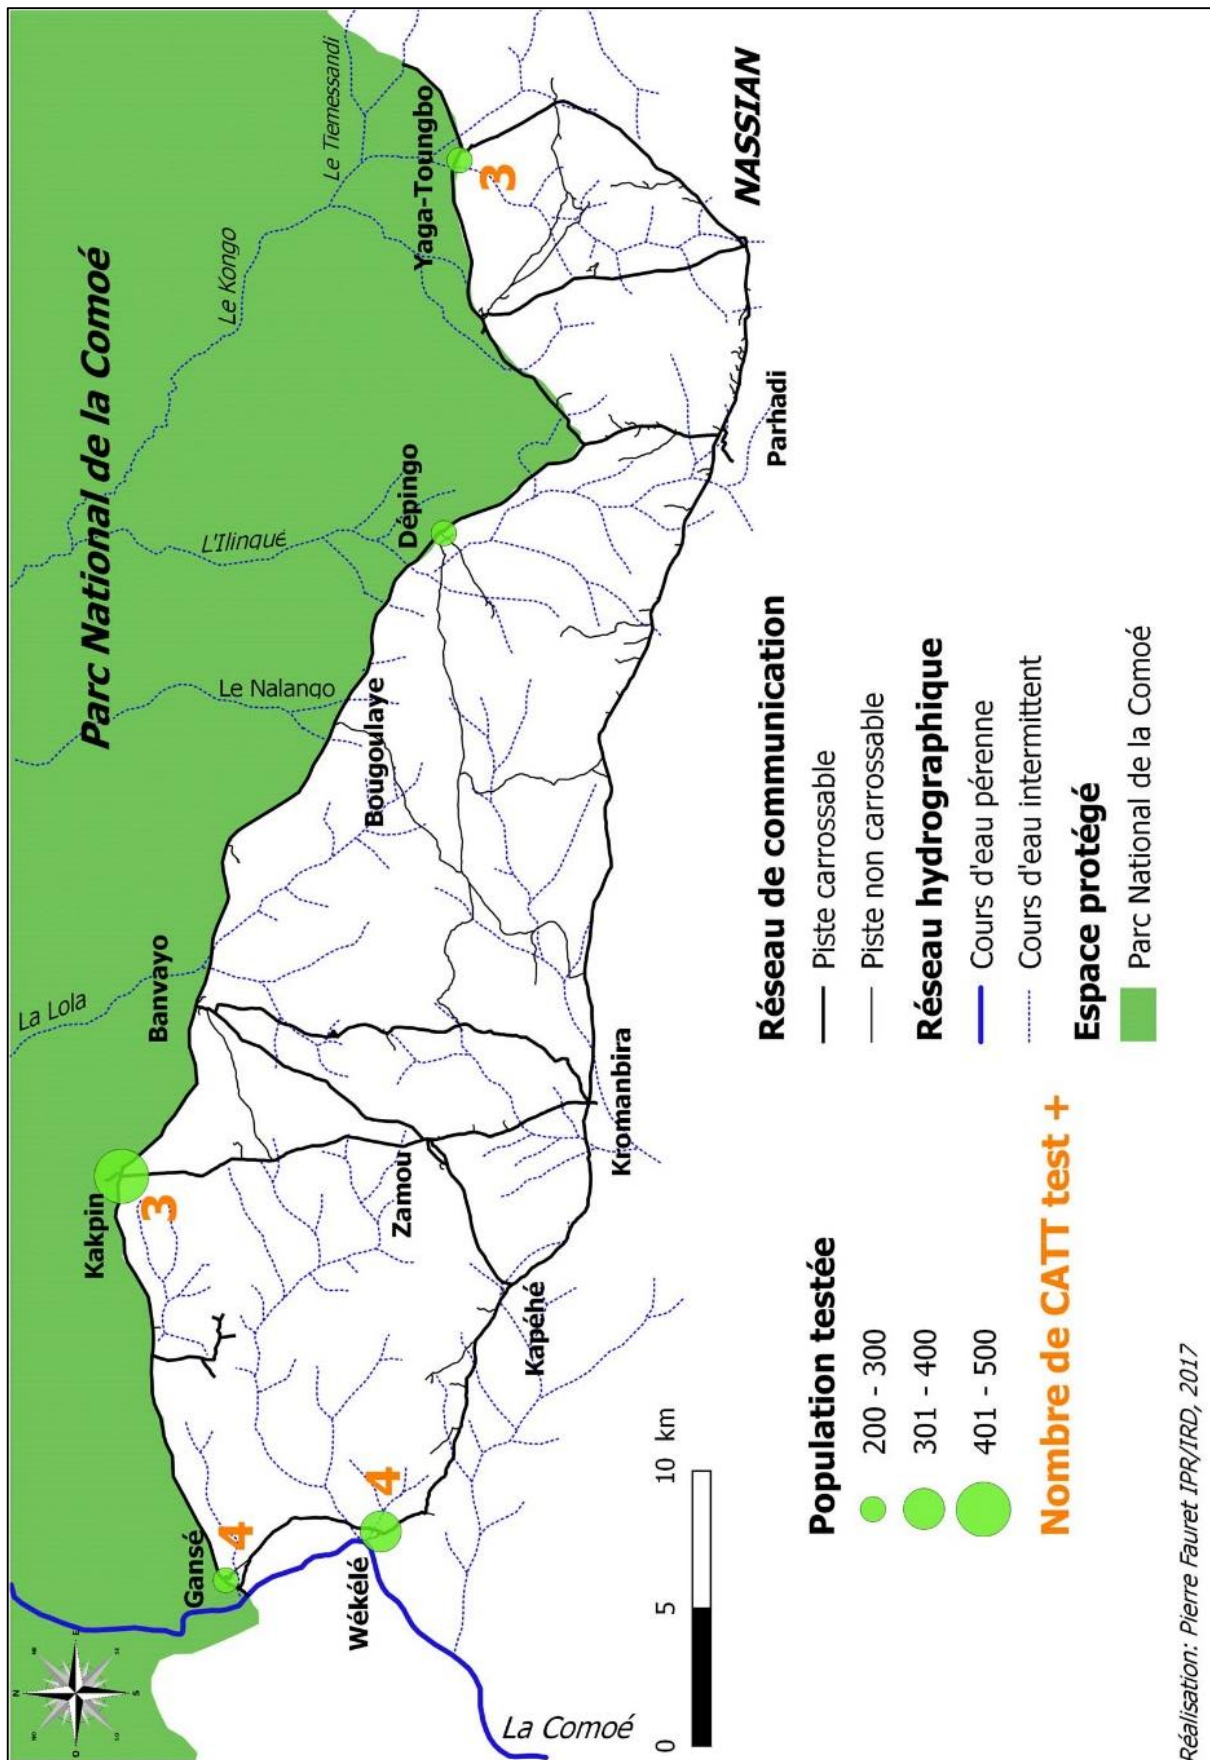 N
E
S
O
Parc National de la Comoé
Le Tiemessandi
Le Kongo
L'Ilinqué
Le Nalango
La Lola
Yaga-Toungbo
3
NASSIAN
Dépingo
Bougoulaye
Banvayo
Kakpin
3
Gansé
4
Wékélé
4
Zamou
Kapéhé
Kromanbira
Parhadi
La Comoé
0
5
10 km
Population testée
200 - 300
301 - 400
401 - 500
Nombre de CATT test +
Réseau de communication
Piste carrossable
Piste non carrossable
Réseau hydrographique
Cours d'eau pérenne
Cours d'eau intermittent
Espace protégé
Parc National de la Comoé
Réalisation: Pierre Fauret IPR/IRD, 2017